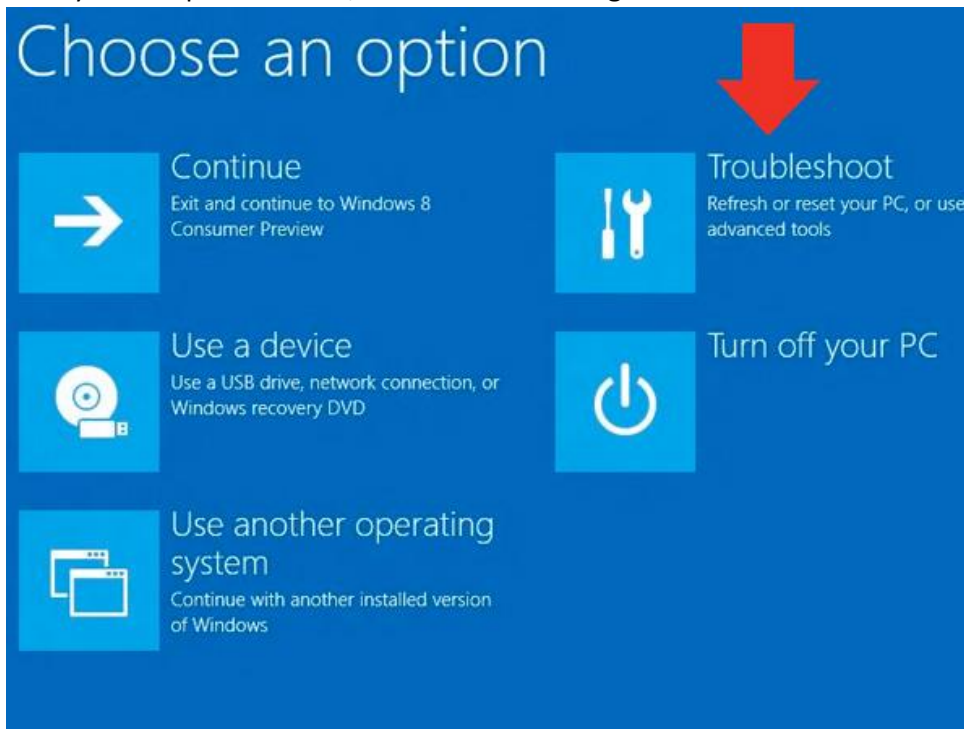 Choose an option
Continue
Exit and continue to Windows 8
Consumer Preview
Use a device
Use a USB drive, network connection, or
Windows recovery DVD
Use another operating
system
Continue with another installed version
of Windows
Troubleshoot
Refresh or reset your PC, or use
advanced tools
Turn off your PC